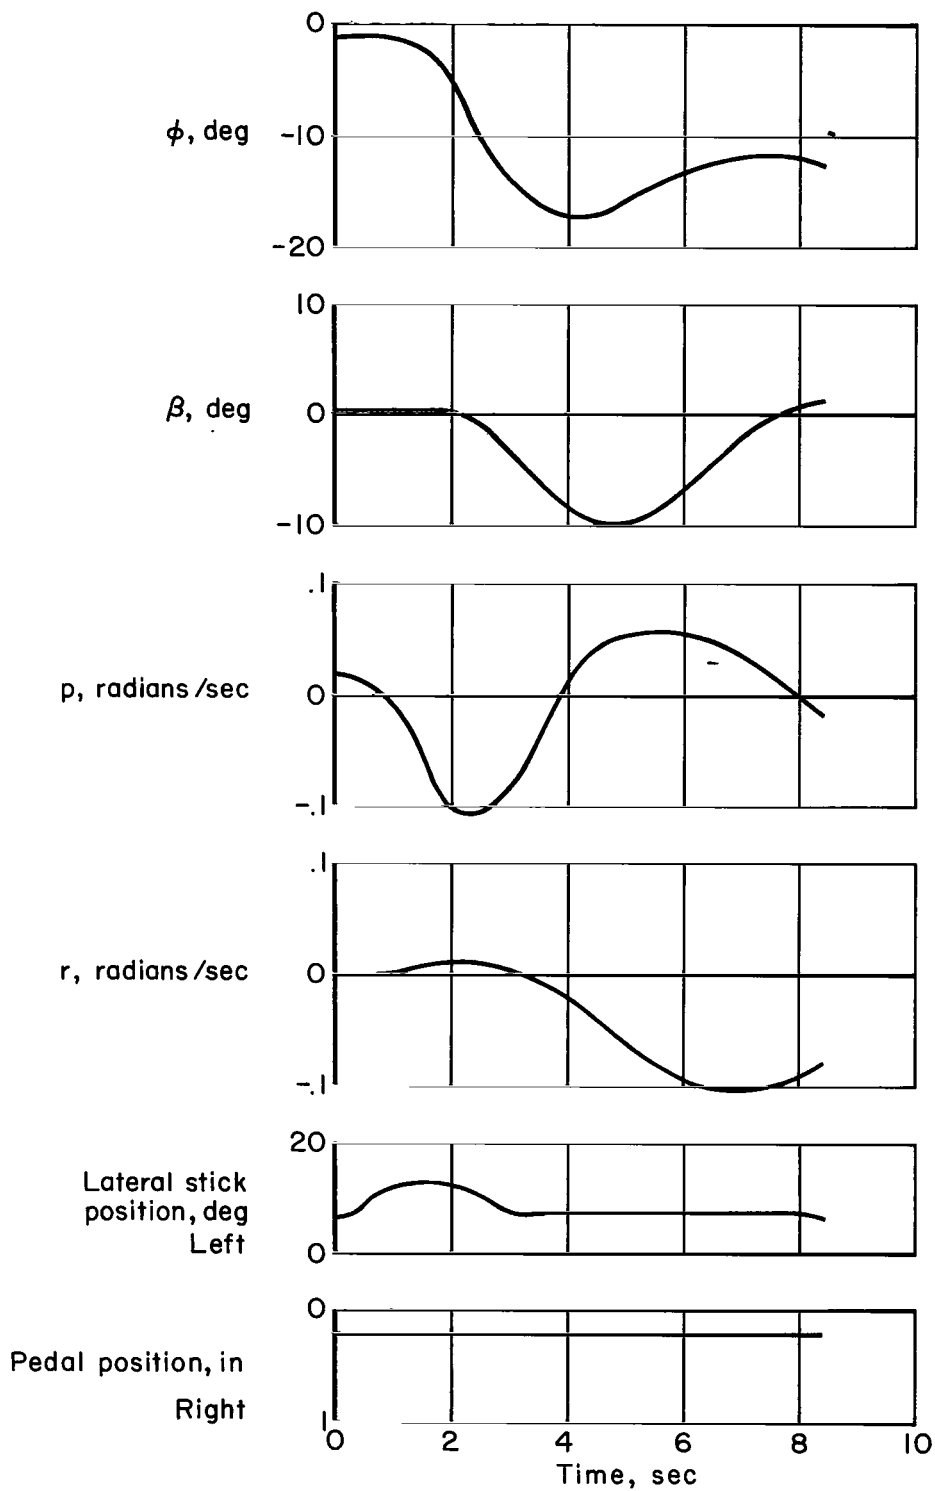 0
φ, deg
-10
-20
10
β, deg
0
-10
.1
p, radians/sec
0
-.1
.1
r, radians/sec
0
-.1
20
Lateral stick
position, deg
Left
0
0
Pedal position, in
Right
1
0 2 4 6 8 10
Time, sec